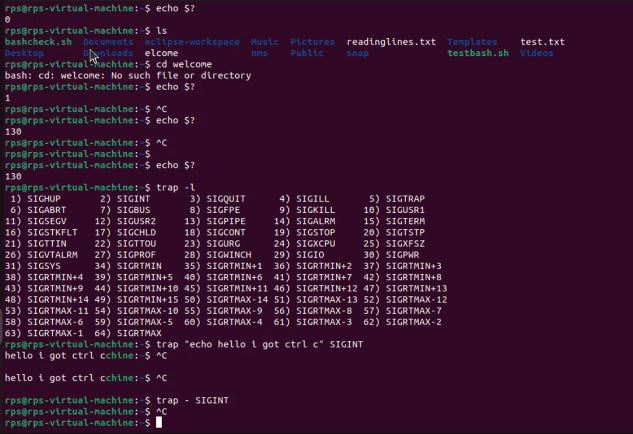 rps@rps-virtual-machine:~$ echo $?
0
rps@rps-virtual-machine:~$ ls
bashcheck.sh Documents eclipse-workspace Music Pictures readinglines.txt Templates test.txt
Desktop Downloads elcome nms Public snap testbash.sh Videos
rps@rps-virtual-machine:~$ cd welcome
bash: cd: welcome: No such file or directory
rps@rps-virtual-machine:~$ echo $?
1
rps@rps-virtual-machine:~$ ^C
rps@rps-virtual-machine:~$ echo $?
130
rps@rps-virtual-machine:~$ ^C
rps@rps-virtual-machine:~$
rps@rps-virtual-machine:~$ echo $?
130
rps@rps-virtual-machine:~$ trap -l
1) SIGHUP 2) SIGINT 3) SIGQUIT 4) SIGILL 5) SIGTRAP
6) SIGABRT 7) SIGBUS 8) SIGFPE 9) SIGKILL 10) SIGUSR1
11) SIGSEGV 12) SIGUSR2 13) SIGPIPE 14) SIGALRM 15) SIGTERM
16) SIGSTKFLT 17) SIGCHLD 18) SIGCONT 19) SIGSTOP 20) SIGTSTP
21) SIGTTIN 22) SIGTTOU 23) SIGURG 24) SIGXCPU 25) SIGXFSZ
26) SIGVTALRM 27) SIGPROF 28) SIGWINCH 29) SIGIO 30) SIGPWR
31) SIGSYS 34) SIGRTMIN 35) SIGRTMIN+1 36) SIGRTMIN+2 37) SIGRTMIN+3
38) SIGRTMIN+4 39) SIGRTMIN+5 40) SIGRTMIN+6 41) SIGRTMIN+7 42) SIGRTMIN+8
43) SIGRTMIN+9 44) SIGRTMIN+10 45) SIGRTMIN+11 46) SIGRTMIN+12 47) SIGRTMIN+13
48) SIGRTMIN+14 49) SIGRTMIN+15 50) SIGRTMAX-14 51) SIGRTMAX-13 52) SIGRTMAX-12
53) SIGRTMAX-11 54) SIGRTMAX-10 55) SIGRTMAX-9 56) SIGRTMAX-8 57) SIGRTMAX-7
58) SIGRTMAX-6 59) SIGRTMAX-5 60) SIGRTMAX-4 61) SIGRTMAX-3 62) SIGRTMAX-2
63) SIGRTMAX-1 64) SIGRTMAX
rps@rps-virtual-machine:~$ trap "echo hello i got ctrl c" SIGINT
hello i got ctrl cchine:~$ ^C
hello i got ctrl cchine:~$ ^C
rps@rps-virtual-machine:~$ trap - SIGINT
rps@rps-virtual-machine:~$ ^C
rps@rps-virtual-machine:~$